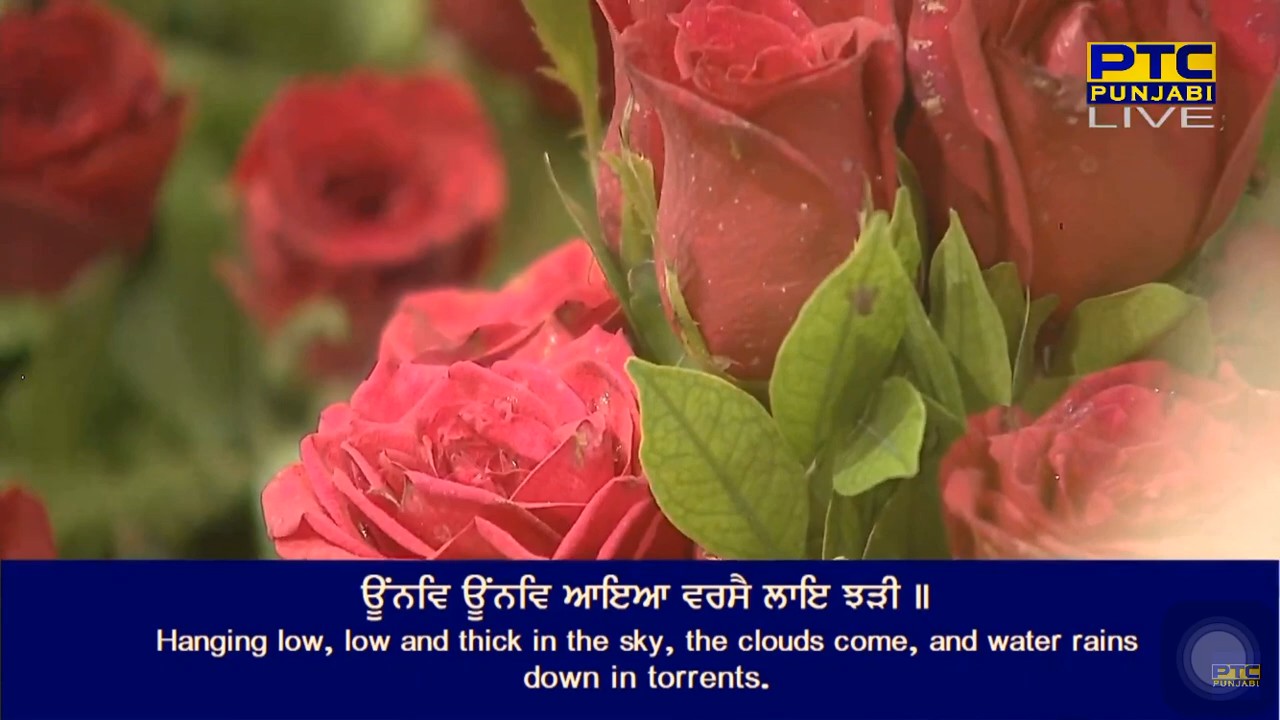 PTC
PUNJABI
LIVE
ਊਂਨਵਿ ਊਂਨਵਿ ਆਇਆ ਵਰਸੈ ਲਾਇ ਝੜੀ ॥
Hanging low, low and thick in the sky, the clouds come, and water rains
down in torrents.
PTC
PUNJABI